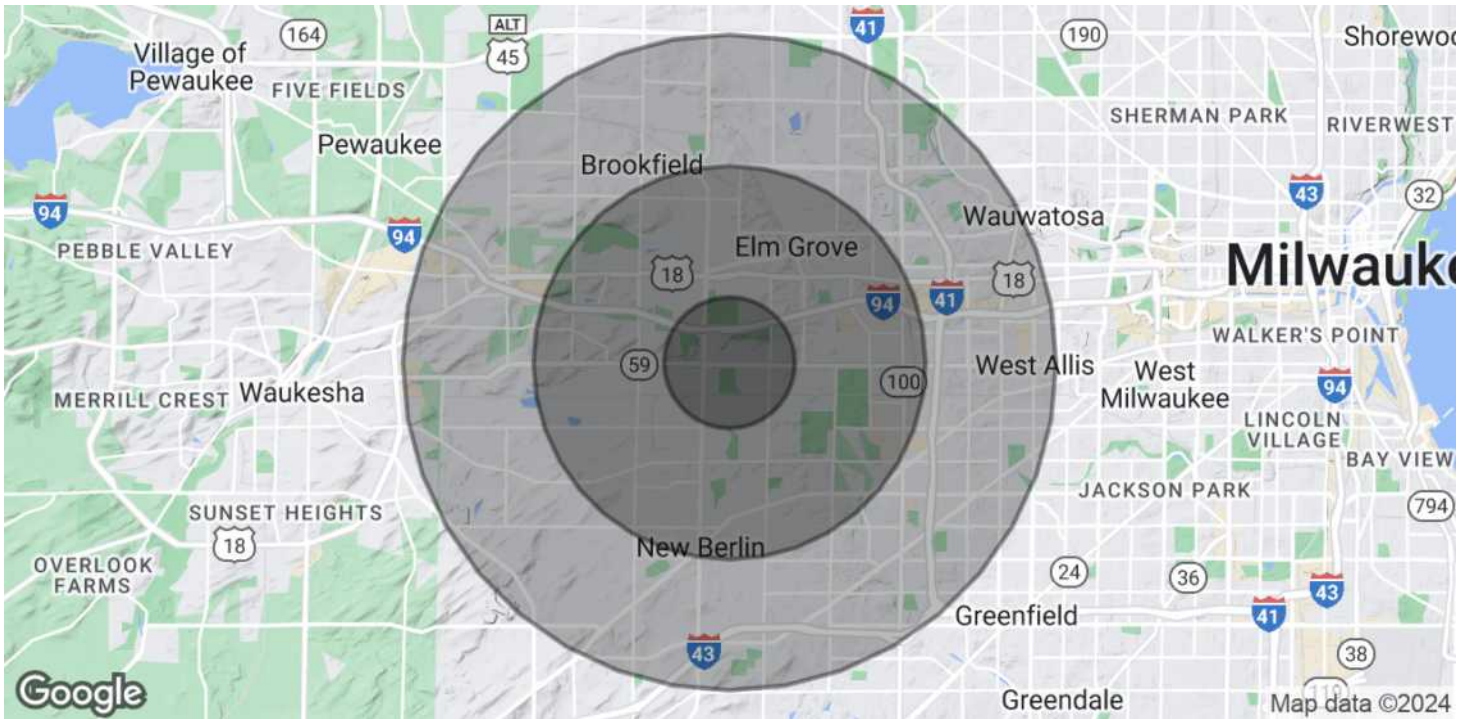 164
ALT
45
41
190
Shorewoo
Village of
Pewaukee
FIVE FIELDS
SHERMAN PARK
RIVERWEST
Pewaukee
Brookfield
43
32
94
94
Wauwatosa
PEBBLE VALLEY
Elm Grove
18
18
Milwauke
94
41
WALKER'S POINT
59
West Allis
100
West
Milwaukee
94
MERRILL CREST
Waukesha
LINCOLN
VILLAGE
BAY VIEW
JACKSON PARK
794
SUNSET HEIGHTS
18
New Berlin
OVERLOOK
FARMS
24
36
43
Greenfield
41
43
38
119
Google
Greendale
Map data ©2024